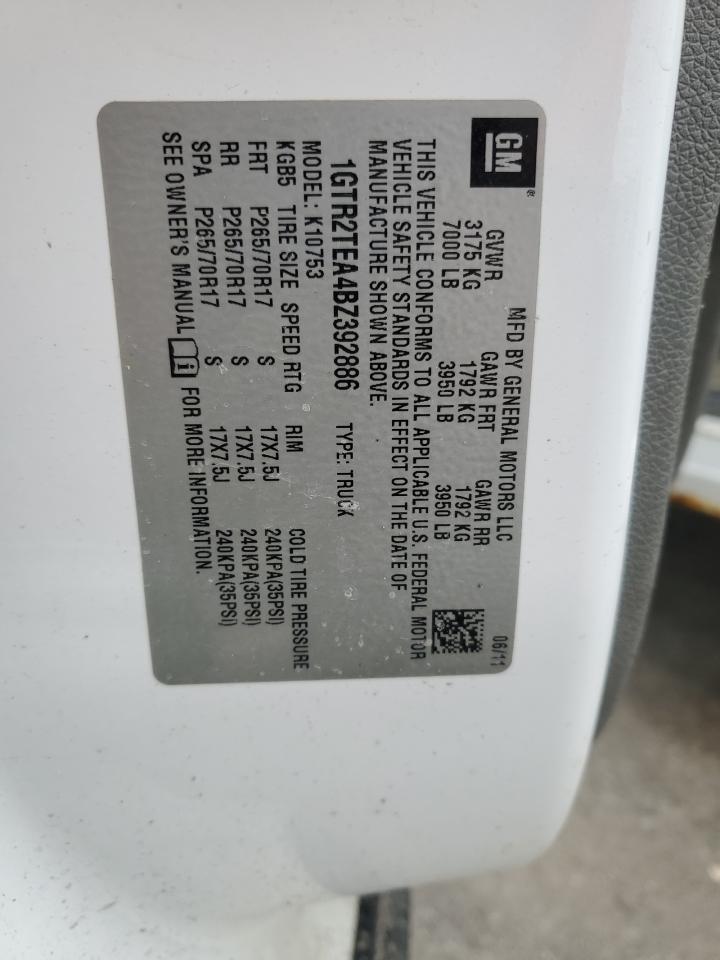 GM®
MFD BY GENERAL MOTORS LLC 06/11
GVWR GAWR FRT GAWR RR
3175 KG 1792 KG 1792 KG
7000 LB 3950 LB 3950 LB
THIS VEHICLE CONFORMS TO ALL APPLICABLE U.S. FEDERAL MOTOR
VEHICLE SAFETY STANDARDS IN EFFECT ON THE DATE OF
MANUFACTURE SHOWN ABOVE.
1GTR2TEA4BZ392886 TYPE: TRUCK
MODEL: K10753
KGB5 TIRE SIZE SPEED RTG RIM COLD TIRE PRESSURE
FRT P265/70R17 S 17X7.5J 240KPA(35PSI)
RR P265/70R17 S 17X7.5J 240KPA(35PSI)
SPA P265/70R17 S 17X7.5J 240KPA(35PSI)
SEE OWNER'S MANUAL FOR MORE INFORMATION.